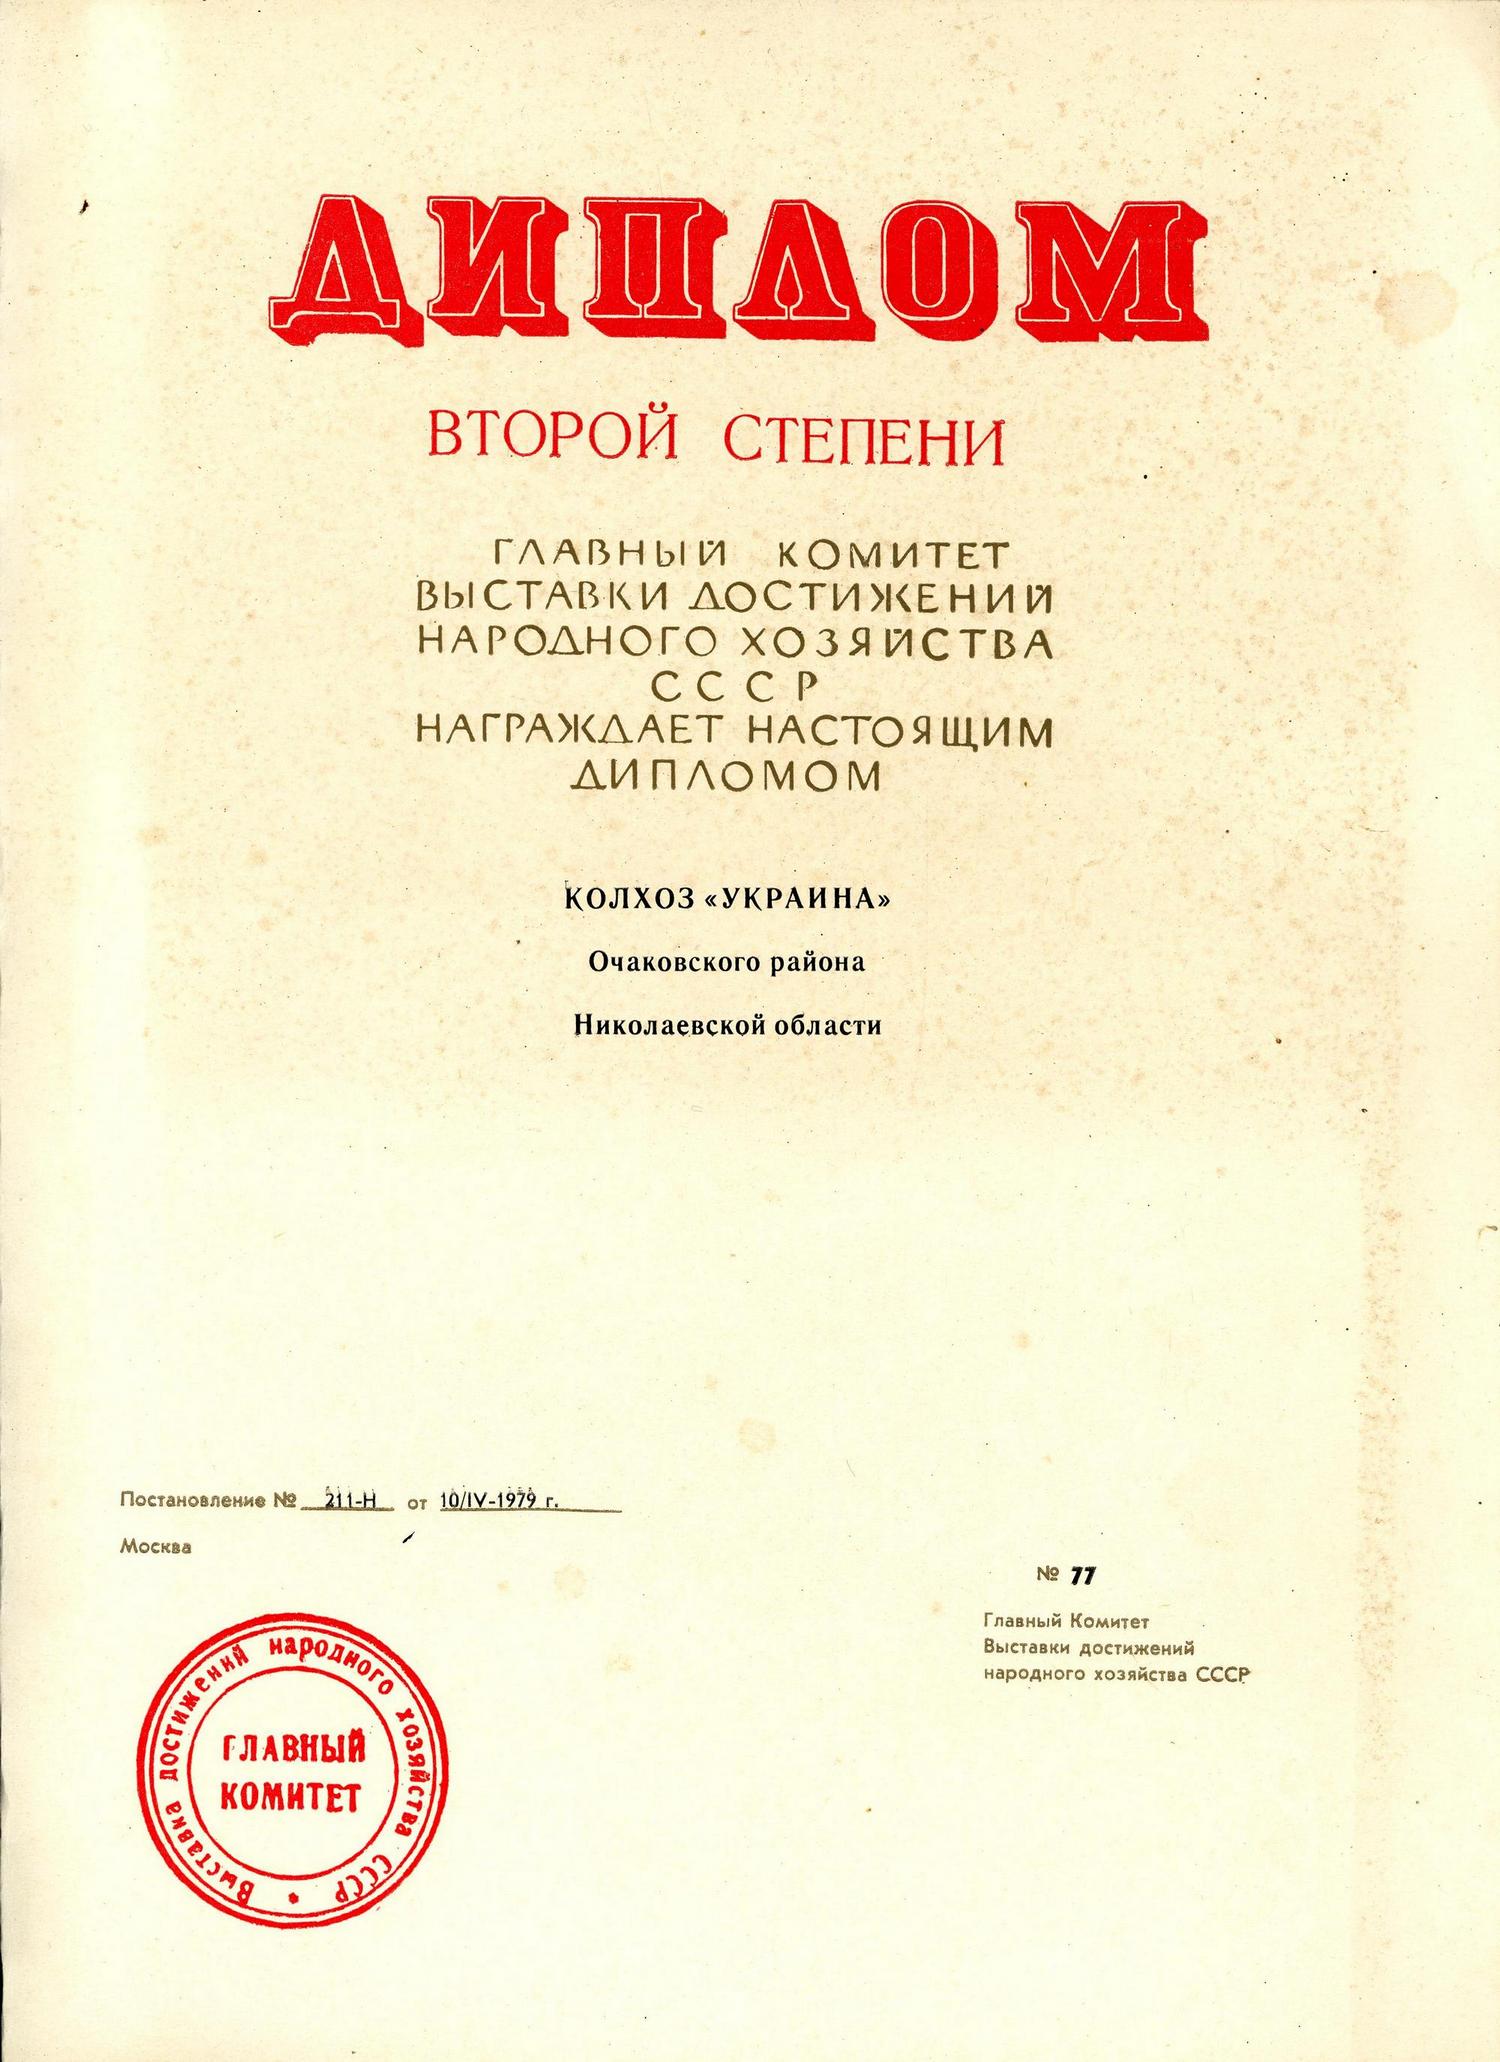 ДИПЛОМ
ВТОРОЙ СТЕПЕНИ
ГЛАВНЫЙ КОМИТЕТ
ВЫСТАВКИ ДОСТИЖЕНИЙ
НАРОДНОГО ХОЗЯЙСТВА
СССР
НАГРАЖДАЕТ НАСТОЯЩИМ
ДИПЛОМОМ
КОЛХОЗ «УКРАИНА»
Очаковского района
Николаевской области
Постановление № 211-Н от 10/IV-1979 г.
Москва
№ 77
Главный Комитет
Выставки достижений
народного хозяйства СССР
Выставка достижений народного хозяйства СССР
ГЛАВНЫЙ
КОМИТЕТ